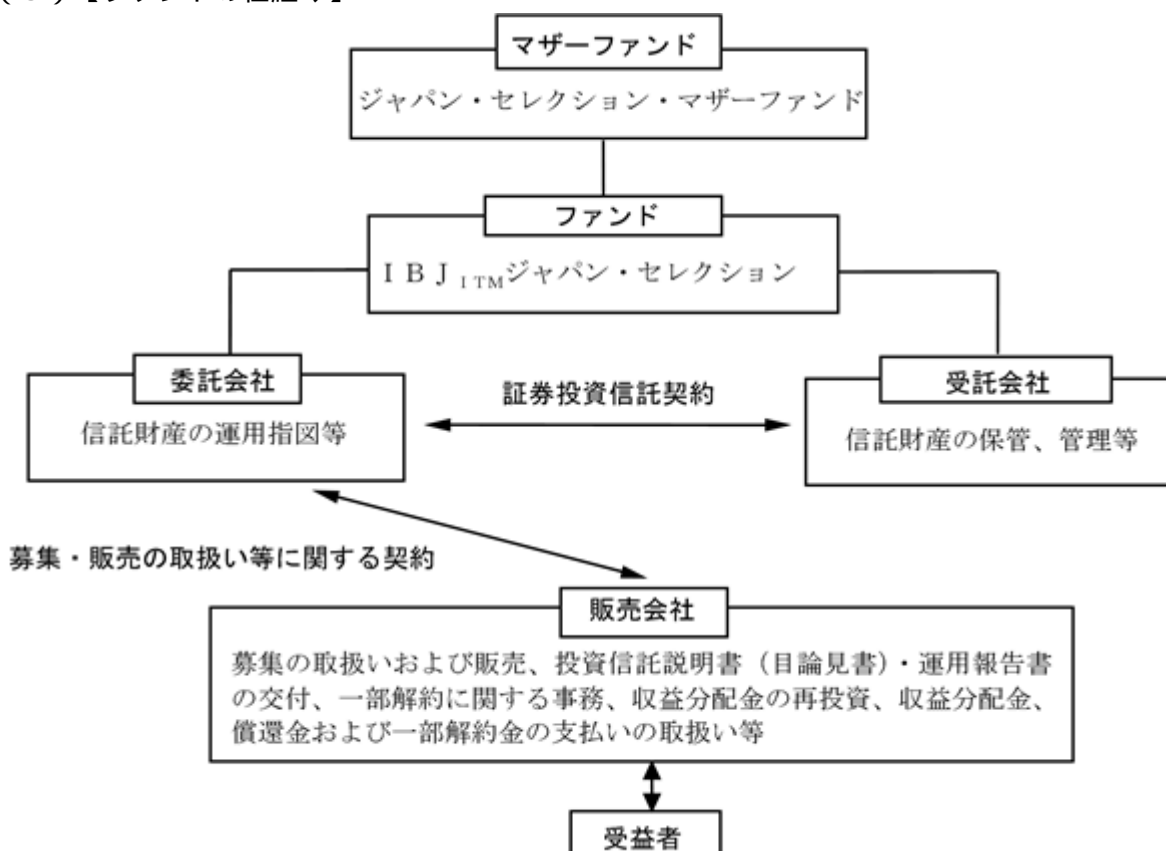 マザーファンド
ジャパン・セレクション・マザーファンド
ファンド
ＩＢＪITMジャパン・セレクション
委託会社
信託財産の運用指図等
証券投資信託契約
受託会社
信託財産の保管、管理等
募集・販売の取扱い等に関する契約
販売会社
募集の取扱いおよび販売、投資信託説明書（目論見書）・運用報告書
の交付、一部解約に関する事務、収益分配金の再投資、収益分配金、
償還金および一部解約金の支払いの取扱い等
受益者